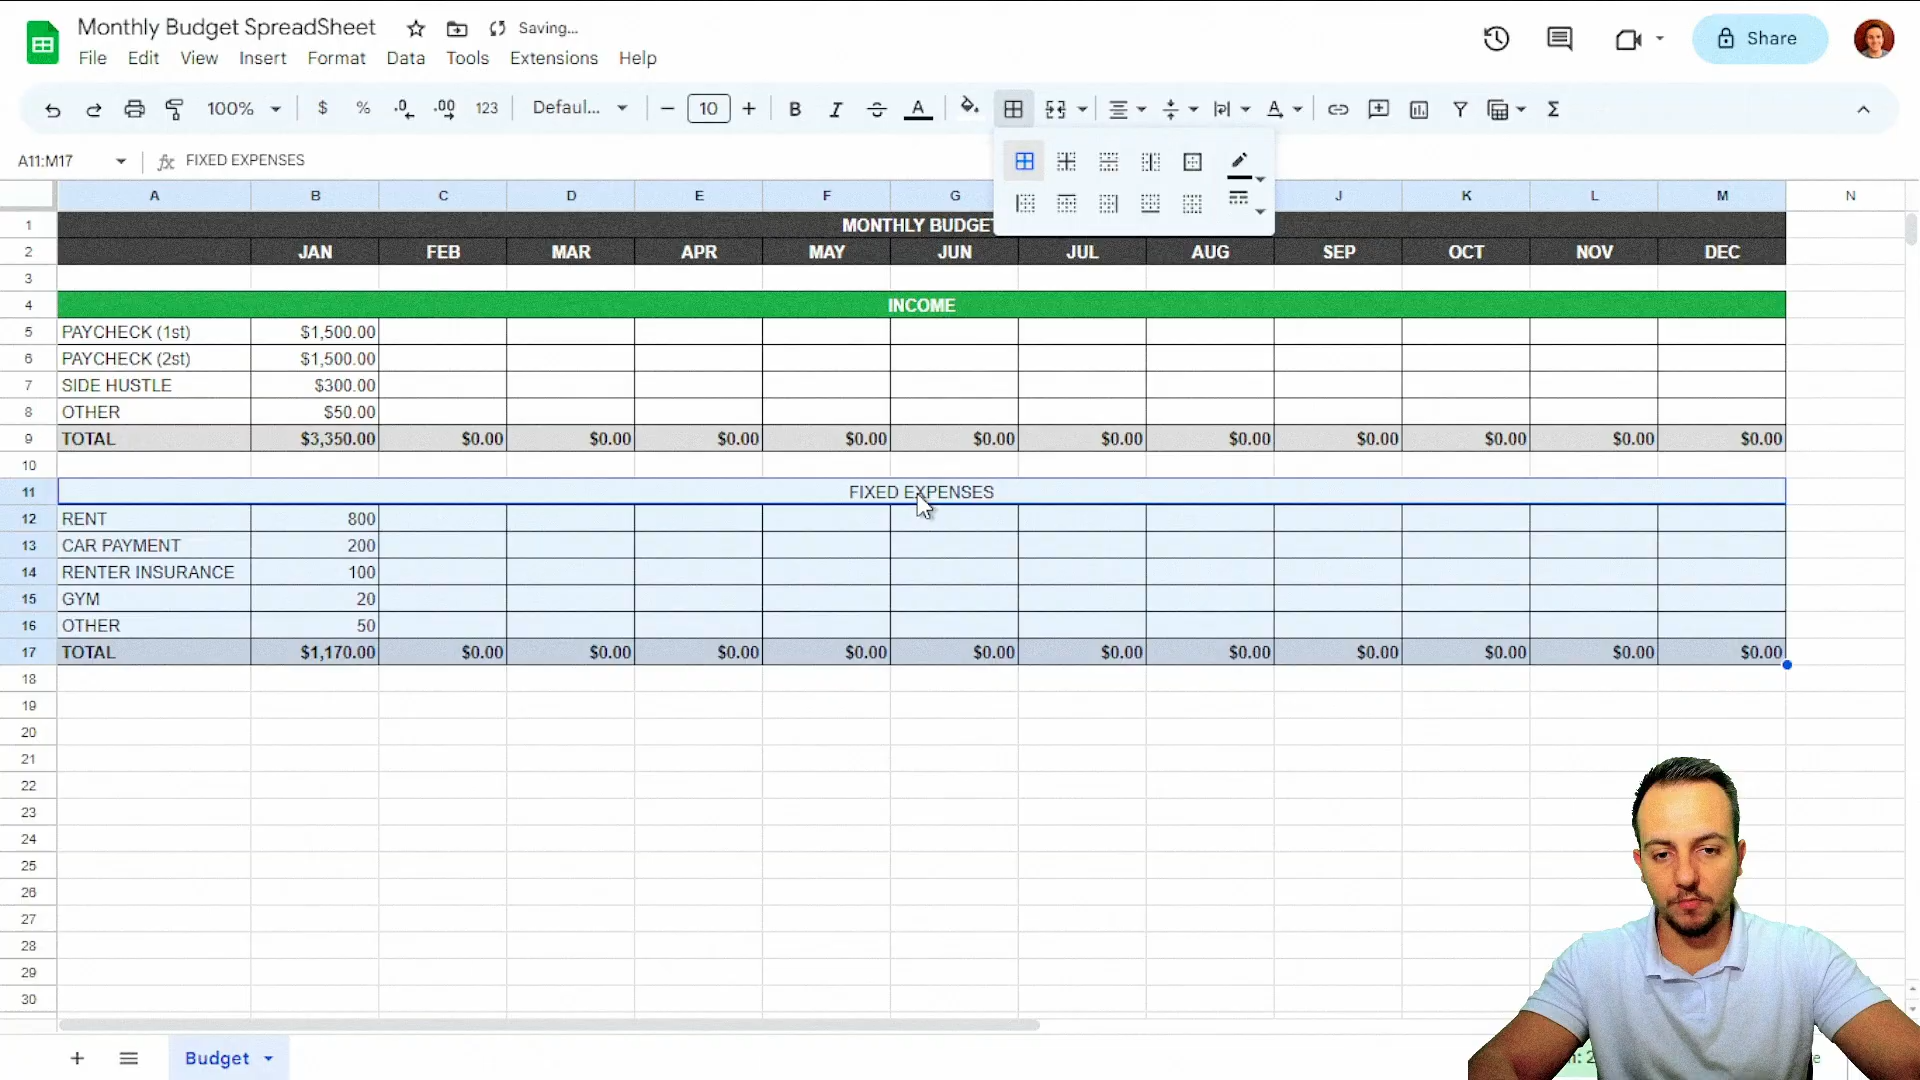 Monthly Budget SpreadSheet Saving...
File Edit View Insert Format Data Tools Extensions Help
Share
100% $ % .0 .00 123 Defaul... 10 B I A
A11:M17 fx FIXED EXPENSES
A B C D E F G J K L M N
1 MONTHLY BUDGET
2 JAN FEB MAR APR MAY JUN JUL AUG SEP OCT NOV DEC
3
4 INCOME
5 PAYCHECK (1st) $1,500.00
6 PAYCHECK (2st) $1,500.00
7 SIDE HUSTLE $300.00
8 OTHER $50.00
9 TOTAL $3,350.00 $0.00 $0.00 $0.00 $0.00 $0.00 $0.00 $0.00 $0.00 $0.00 $0.00 $0.00
10
11 FIXED EXPENSES
12 RENT 800
13 CAR PAYMENT 200
14 RENTER INSURANCE 100
15 GYM 20
16 OTHER 50
17 TOTAL $1,170.00 $0.00 $0.00 $0.00 $0.00 $0.00 $0.00 $0.00 $0.00 $0.00 $0.00 $0.00
18
19
20
21
22
23
24
25
26
27
28
29
30
Budget